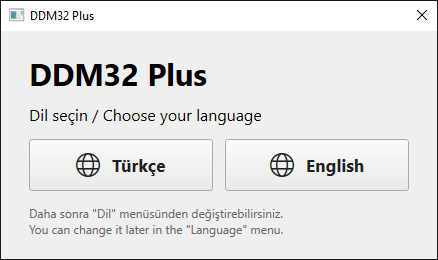 DDM32 Plus
DDM32 Plus
Dil seçin / Choose your language
Türkçe
English
Daha sonra "Dil" menüsünden değiştirebilirsiniz.
You can change it later in the "Language" menu.